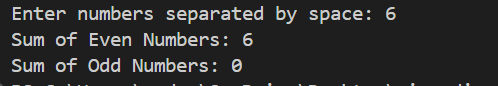 Enter numbers separated by space: 6
Sum of Even Numbers: 6
Sum of Odd Numbers: 0